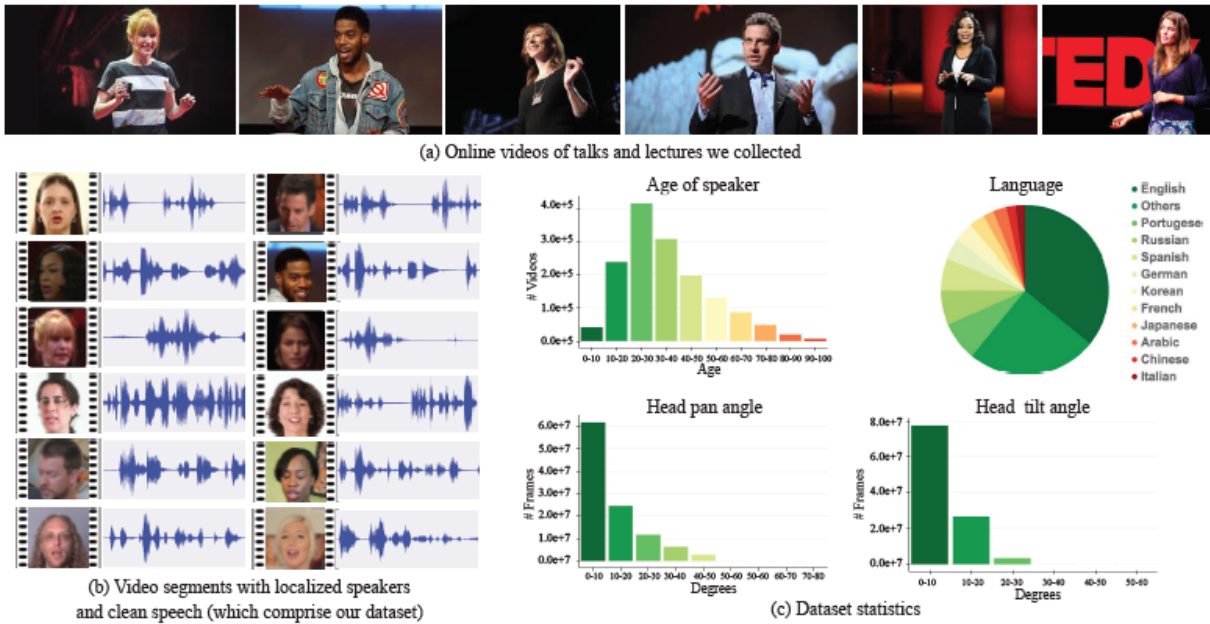 TED
(a) Online videos of talks and lectures we collected
(b) Video segments with localized speakers
and clean speech (which comprise our dataset)
Age of speaker
# Videos
4.0e+5
3.0e+5
2.0e+5
1.0e+5
0.0e+5
0-10 10-20 20-30 30-40 40-50 50-60 60-70 70-80 80-90 90-100
Age
Language
English
Others
Portugese
Russian
Spanish
German
Korean
French
Japanese
Arabic
Chinese
Italian
Head pan angle
# Frames
6.0e+7
5.0e+7
4.0e+7
3.0e+7
2.0e+7
1.0e+7
0.0e+7
0-10 10-20 20-30 30-40 40-50 50-60 60-70 70-80
Degrees
Head tilt angle
# Frames
8.0e+7
6.0e+7
4.0e+7
2.0e+7
0.0e+7
0-10 10-20 20-30 30-40 40-50 50-60
Degrees
(c) Dataset statistics